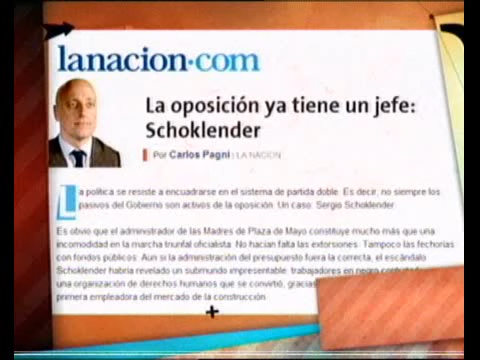 lanacion.com
La oposición ya tiene un jefe:
Schoklender
Por Carlos Pagni | LA NACION
La política se resiste a encuadrarse en el sistema de partida doble. Es decir, no siempre los
pasivos del Gobierno son activos de la oposición. Un caso: Sergio Schoklender.
Es obvio que el administrador de las Madres de Plaza de Mayo constituye mucho más que una
incomodidad en la marcha triunfal oficialista. No hacían falta las extorsiones. Tampoco las fechorías
con fondos públicos. Aun si la administración del presupuesto fuera la correcta, el escándalo
Schoklender habría revelado un submundo impresentable: trabajadores en negro
una organización de derechos humanos que se convirtió, gracias
primera empleadora del mercado de la construcción.